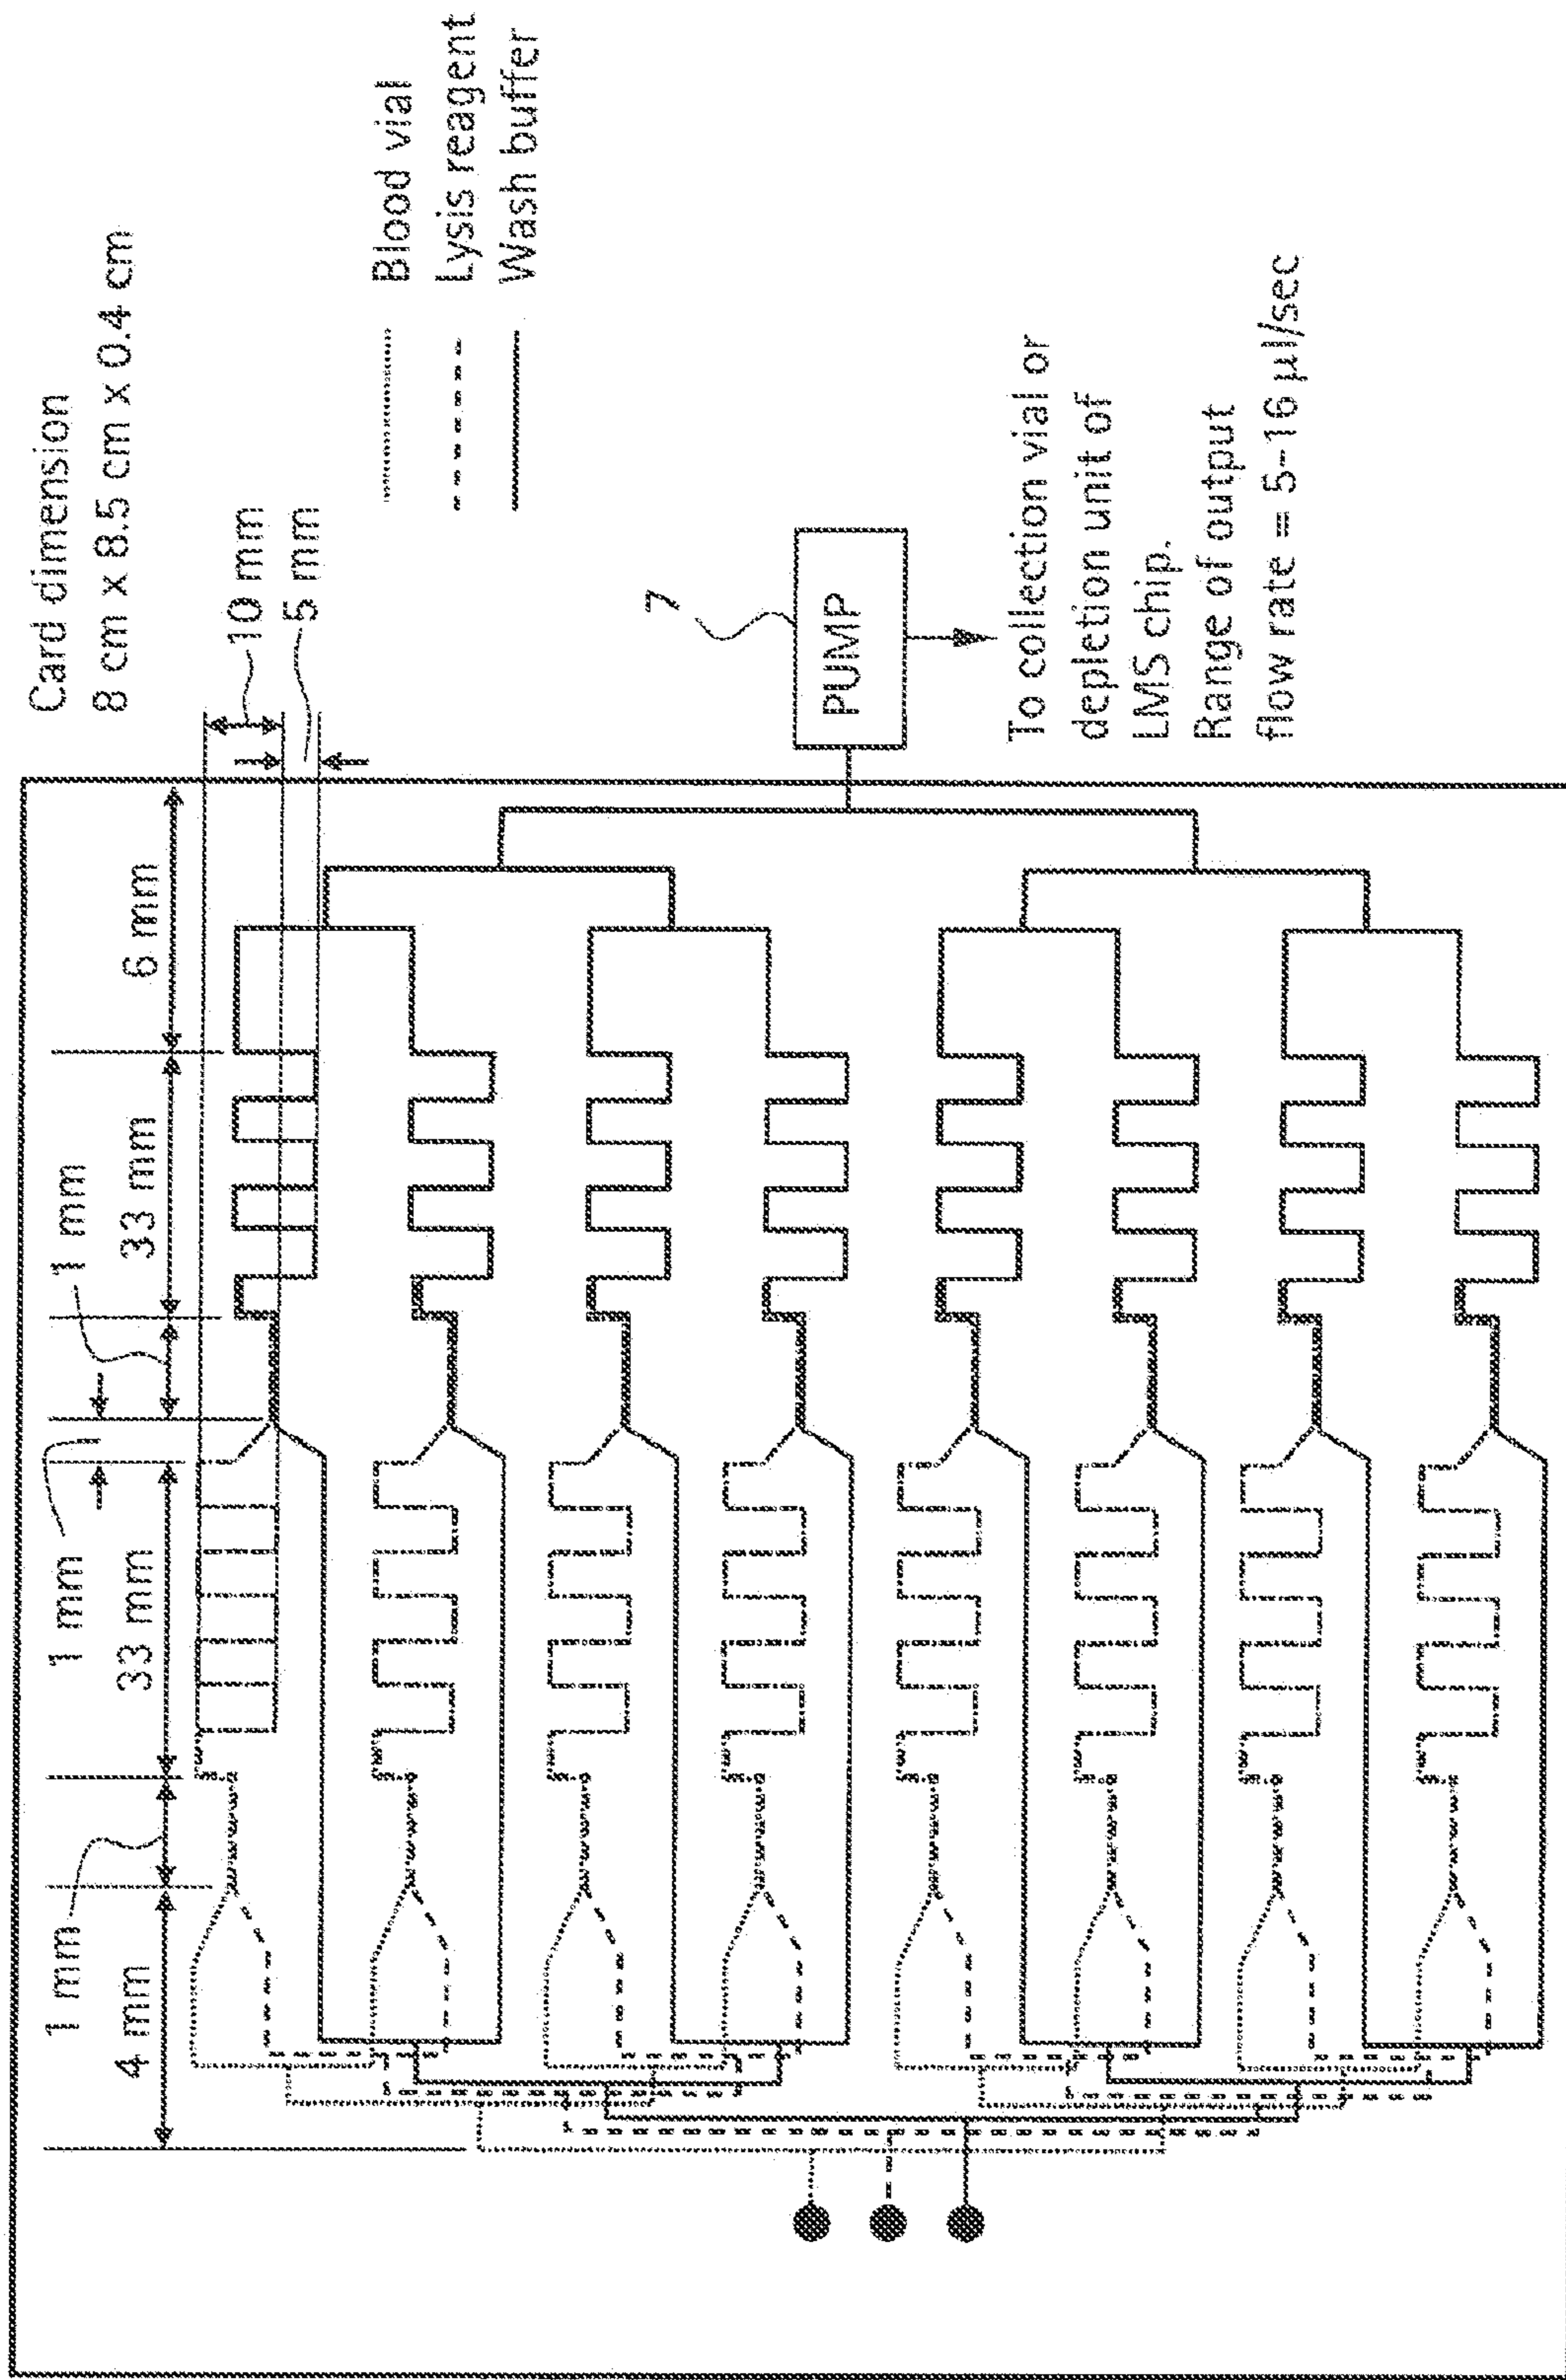 Card dimension
8 cm x 8.5 cm x 0.4 cm
4 mm
1 mm
33 mm
1 mm
1 mm
33 mm
6 mm
10 mm
5 mm
Blood vial
Lysis reagent
Wash buffer
7
PUMP
To collection vial or
depletion unit of
LMS chip.
Range of output
flow rate = 5-16 µl/sec